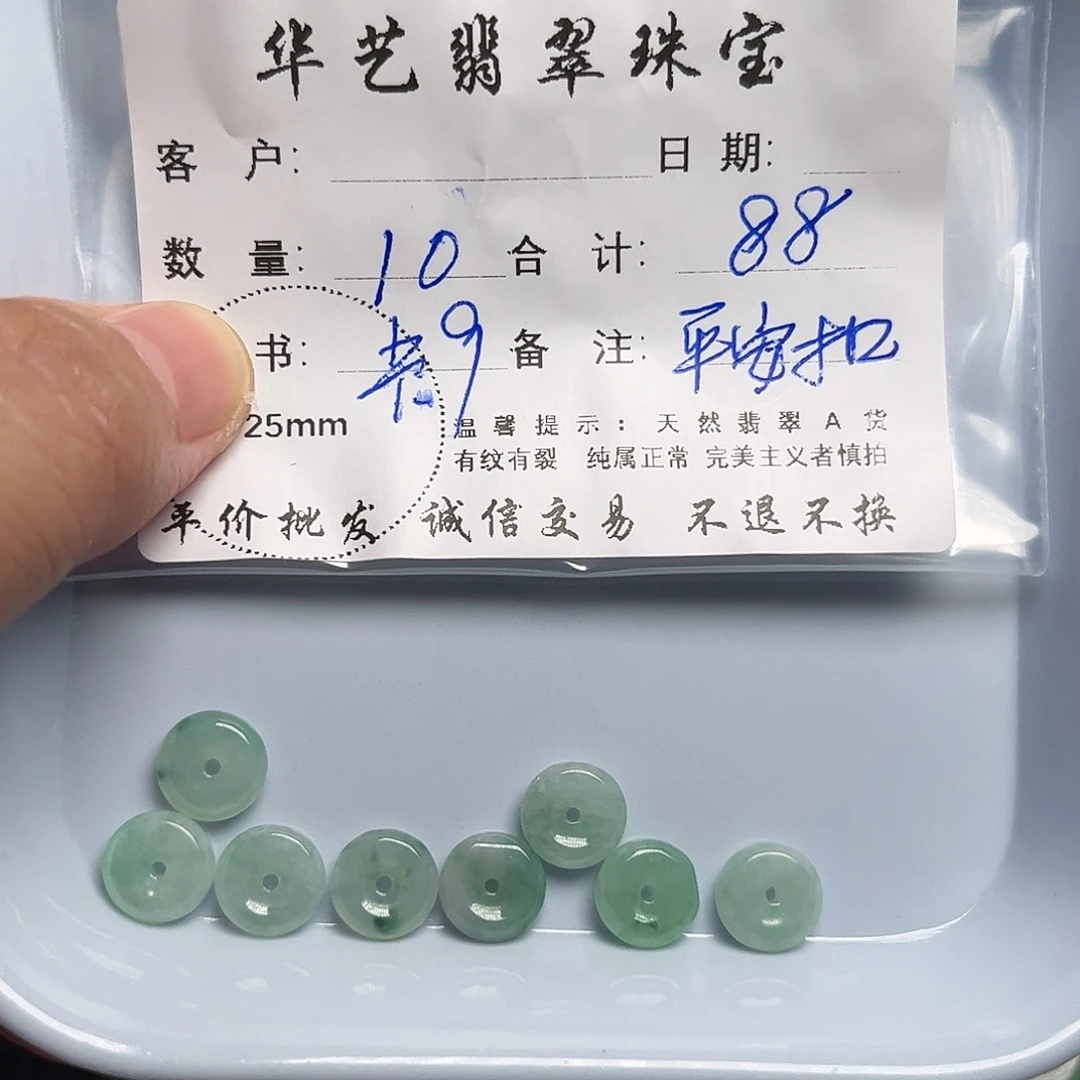 华艺翡翠珠宝
客 户: 日 期:
数 量: 10 合 计: 88
书: 9 备 注: 平安扣
25mm 温馨提示: 天然翡翠A货
有纹有裂 纯属正常 完美主义者慎拍
平价批发 诚信交易 不退不换